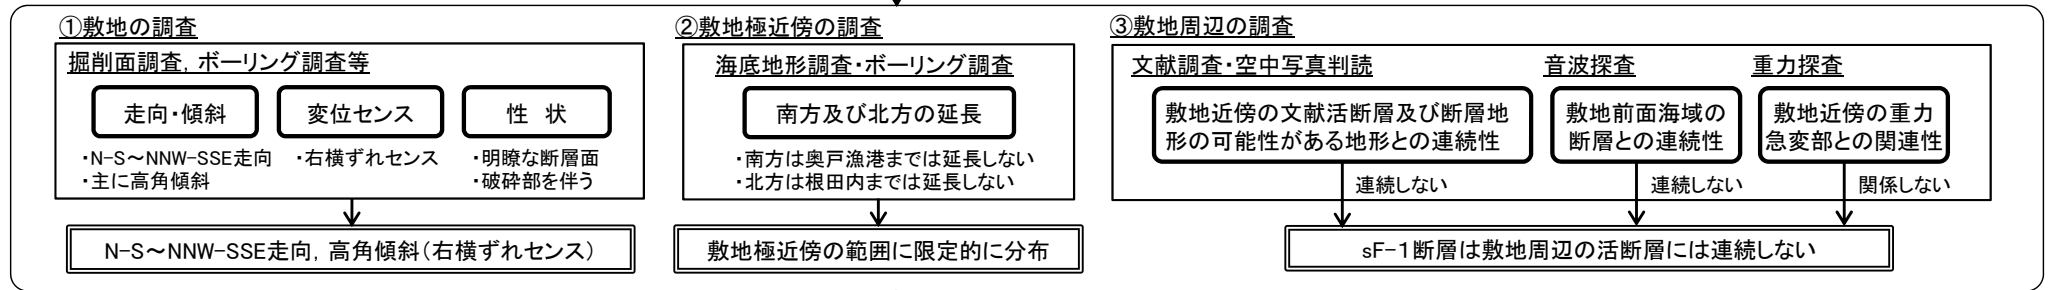 ①敷地の調査
掘削面調査，ボーリング調査等
走向・傾斜
・N-S～NNW-SSE走向
・主に高角傾斜
変位センス
・右横ずれセンス
性　状
・明瞭な断層面
・破砕部を伴う
N-S～NNW-SSE走向，高角傾斜（右横ずれセンス）
②敷地極近傍の調査
海底地形調査・ボーリング調査
南方及び北方の延長
・南方は奥戸漁港までは延長しない
・北方は根田内までは延長しない
敷地極近傍の範囲に限定的に分布
③敷地周辺の調査
文献調査・空中写真判読
敷地近傍の文献活断層及び断層地
形の可能性がある地形との連続性
連続しない
音波探査
敷地前面海域の
断層との連続性
連続しない
重力探査
敷地近傍の重力
急変部との関連性
関係しない
sF-1断層は敷地周辺の活断層には連続しない